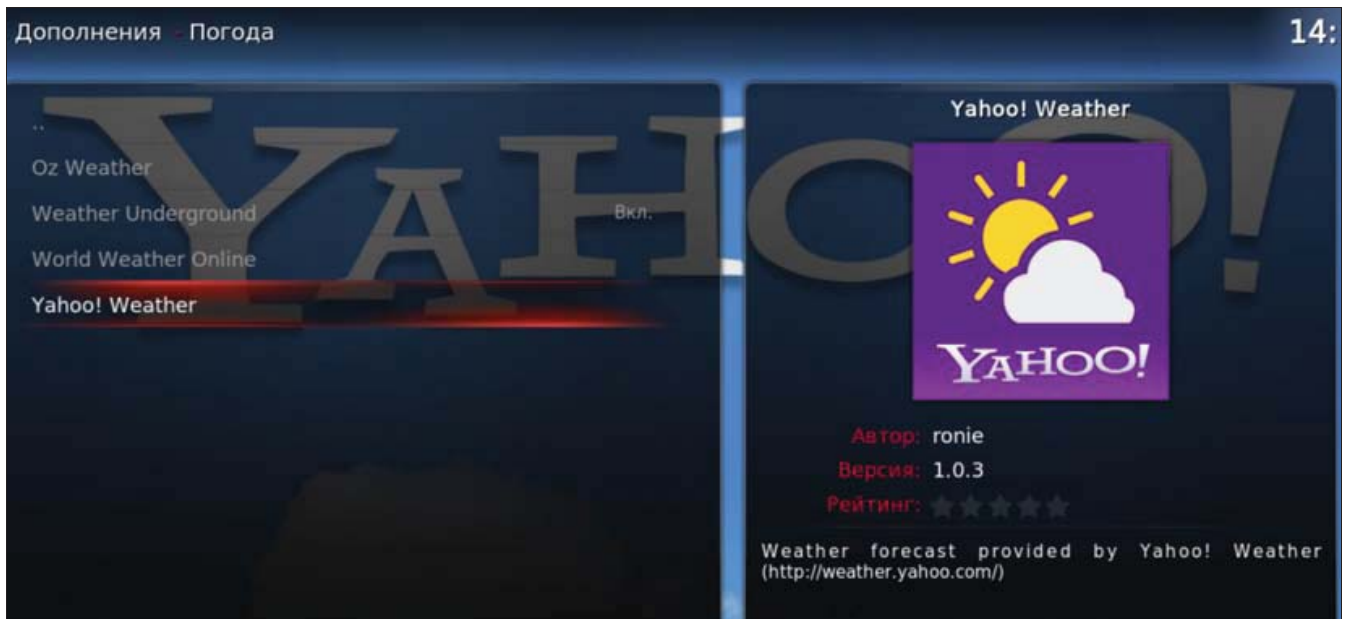 Дополнения - Погода
14:
..
Oz Weather
Weather Underground Вкл.
World Weather Online
Yahoo! Weather
YAHOO!
Yahoo! Weather
YAHOO!
Автор: ronie
Версия: 1.0.3
Рейтинг:
Weather forecast provided by Yahoo! Weather
(http://weather.yahoo.com/)